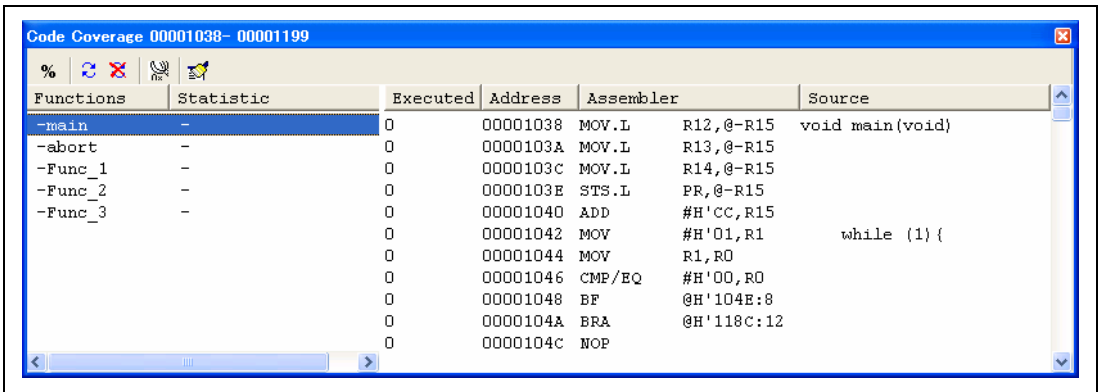 Code Coverage 00001038- 00001199
%
Functions Statistic Executed Address Assembler Source
-main - 0 00001038 MOV.L R12,@-R15 void main(void)
-abort - 0 0000103A MOV.L R13,@-R15
-Func_1 - 0 0000103C MOV.L R14,@-R15
-Func_2 - 0 0000103E STS.L PR,@-R15
-Func_3 - 0 00001040 ADD #H'CC,R15
0 00001042 MOV #H'01,R1 while (1){
0 00001044 MOV R1,R0
0 00001046 CMP/EQ #H'00,R0
0 00001048 BF @H'104E:8
0 0000104A BRA @H'118C:12
0 0000104C NOP